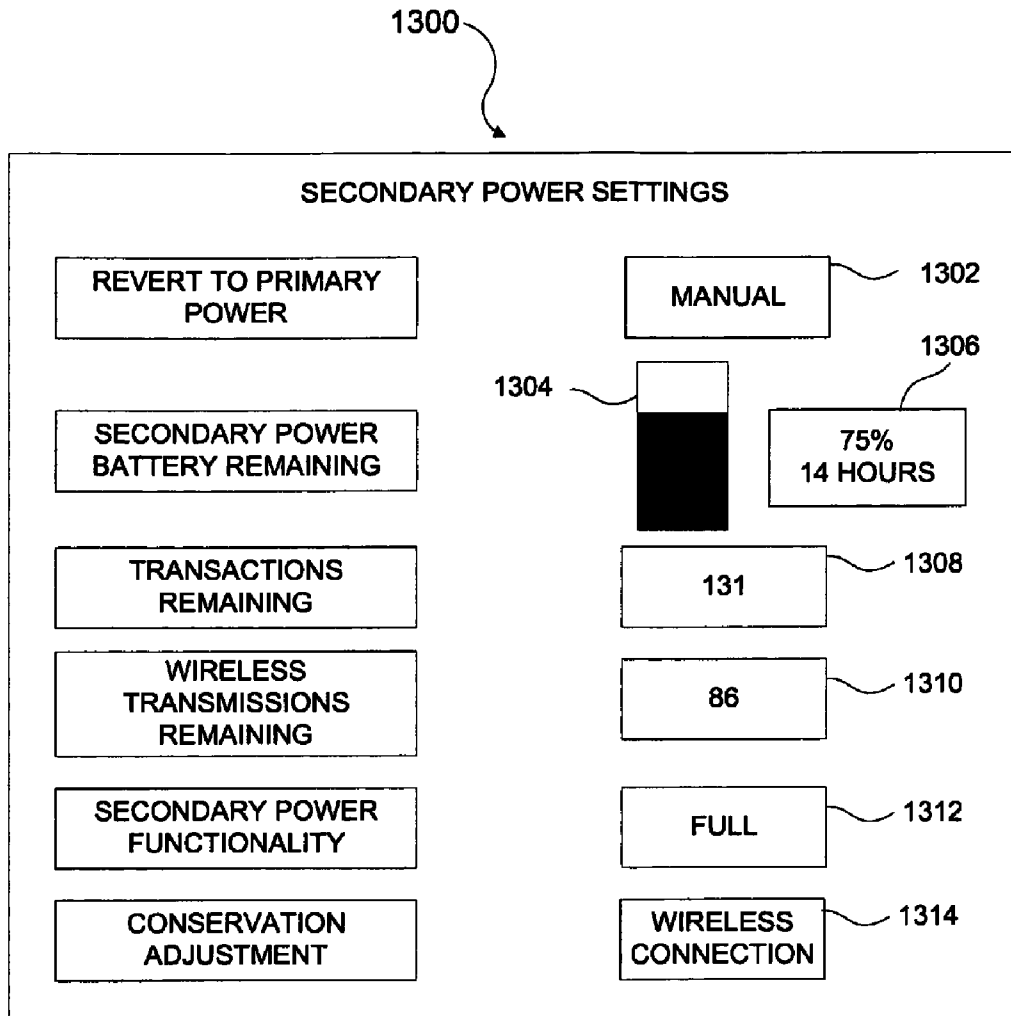 1300
SECONDARY POWER SETTINGS
REVERT TO PRIMARY
POWER
MANUAL
1302
1304
1306
SECONDARY POWER
BATTERY REMAINING
75%
14 HOURS
TRANSACTIONS
REMAINING
131
1308
WIRELESS
TRANSMISSIONS
REMAINING
86
1310
SECONDARY POWER
FUNCTIONALITY
FULL
1312
CONSERVATION
ADJUSTMENT
WIRELESS
CONNECTION
1314